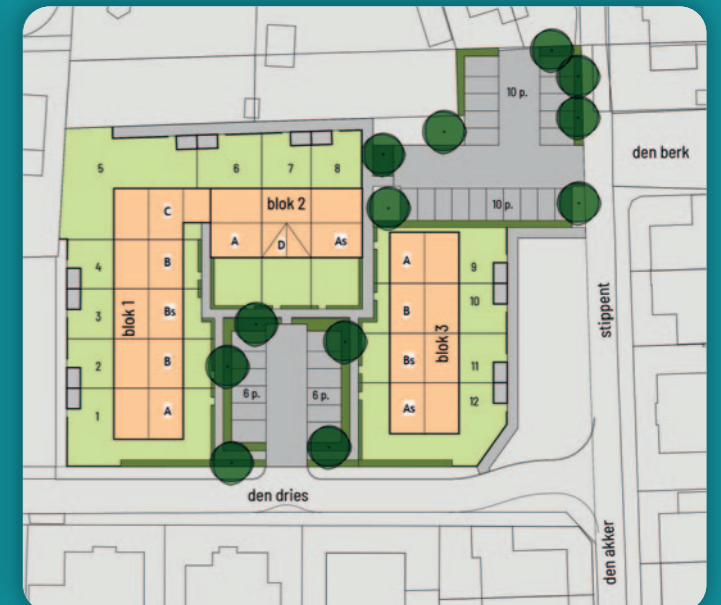 10 p.
den berk
5
6
7
8
10 p.
C
blok 2
A
D
As
4
B
A
9
3
Bs
blok 1
B
10
stippent
2
B
blok 3
Bs
11
1
A
6 p.
6 p.
As
12
den dries
den akker